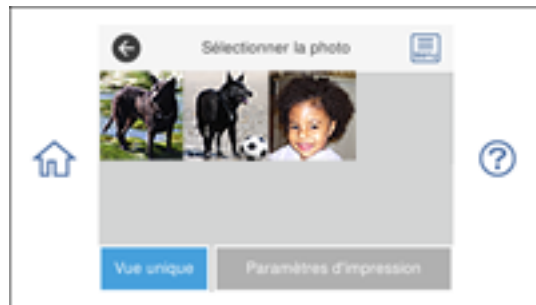 Sélectionner la photo
Vue unique
Paramètres d'impression